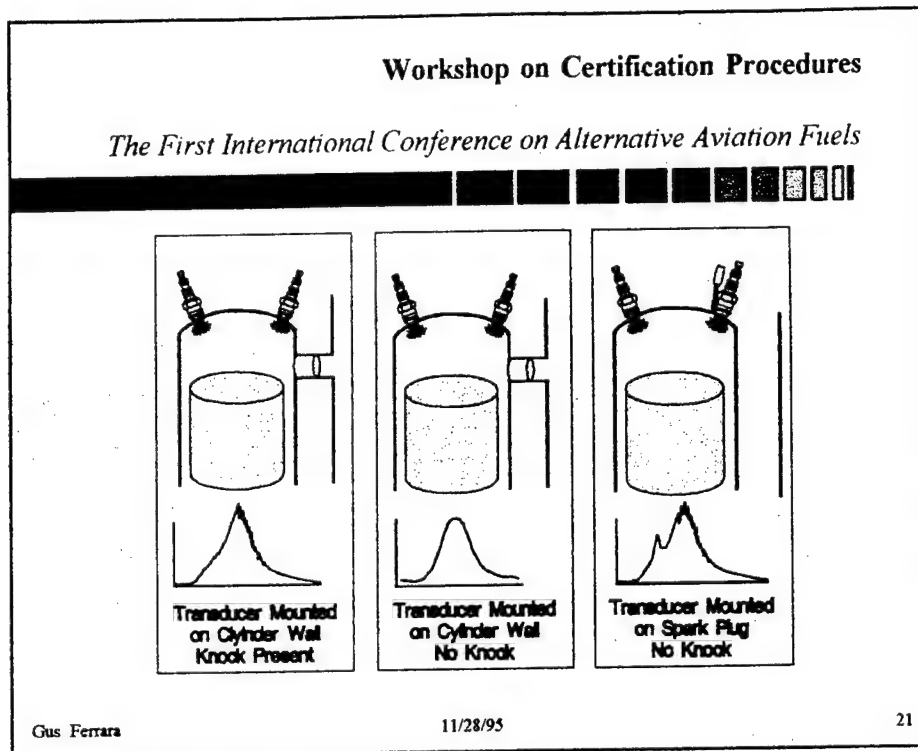 Workshop on Certification Procedures
The First International Conference on Alternative Aviation Fuels
Transducer Mounted
on Clyinder Wall
Knock Present
Transducer Mounted
on Cylinder Wall
No Knock
Transducer Mounted
on Spark Plug
No Knock
Gus Ferrara
11/28/95
21